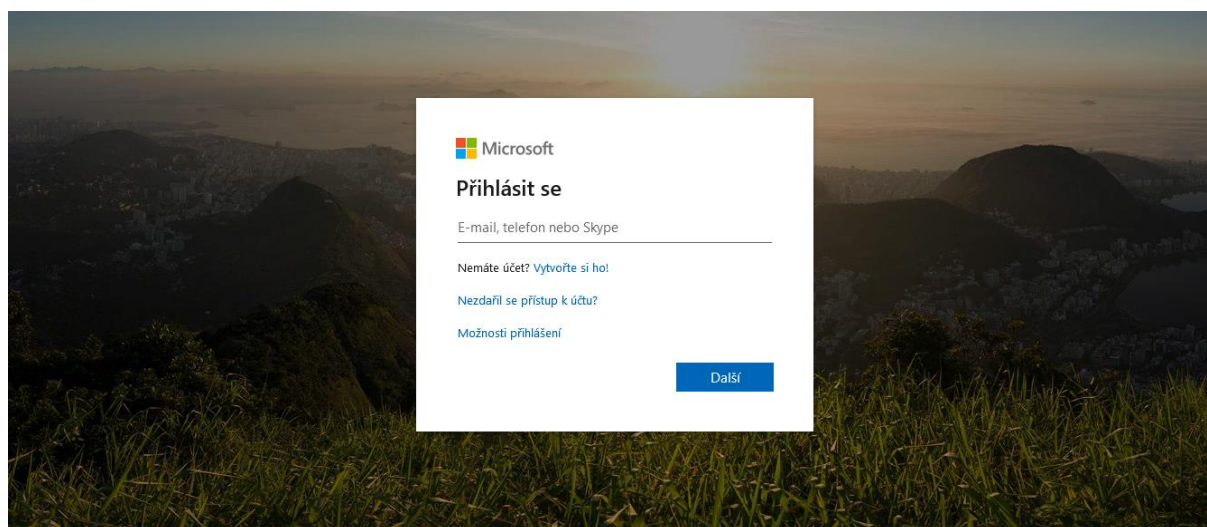 Microsoft
Přihlásit se
E-mail, telefon nebo Skype
Nemáte účet? Vytvořte si ho!
Nezdařil se přístup k účtu?
Možnosti přihlášení
Další